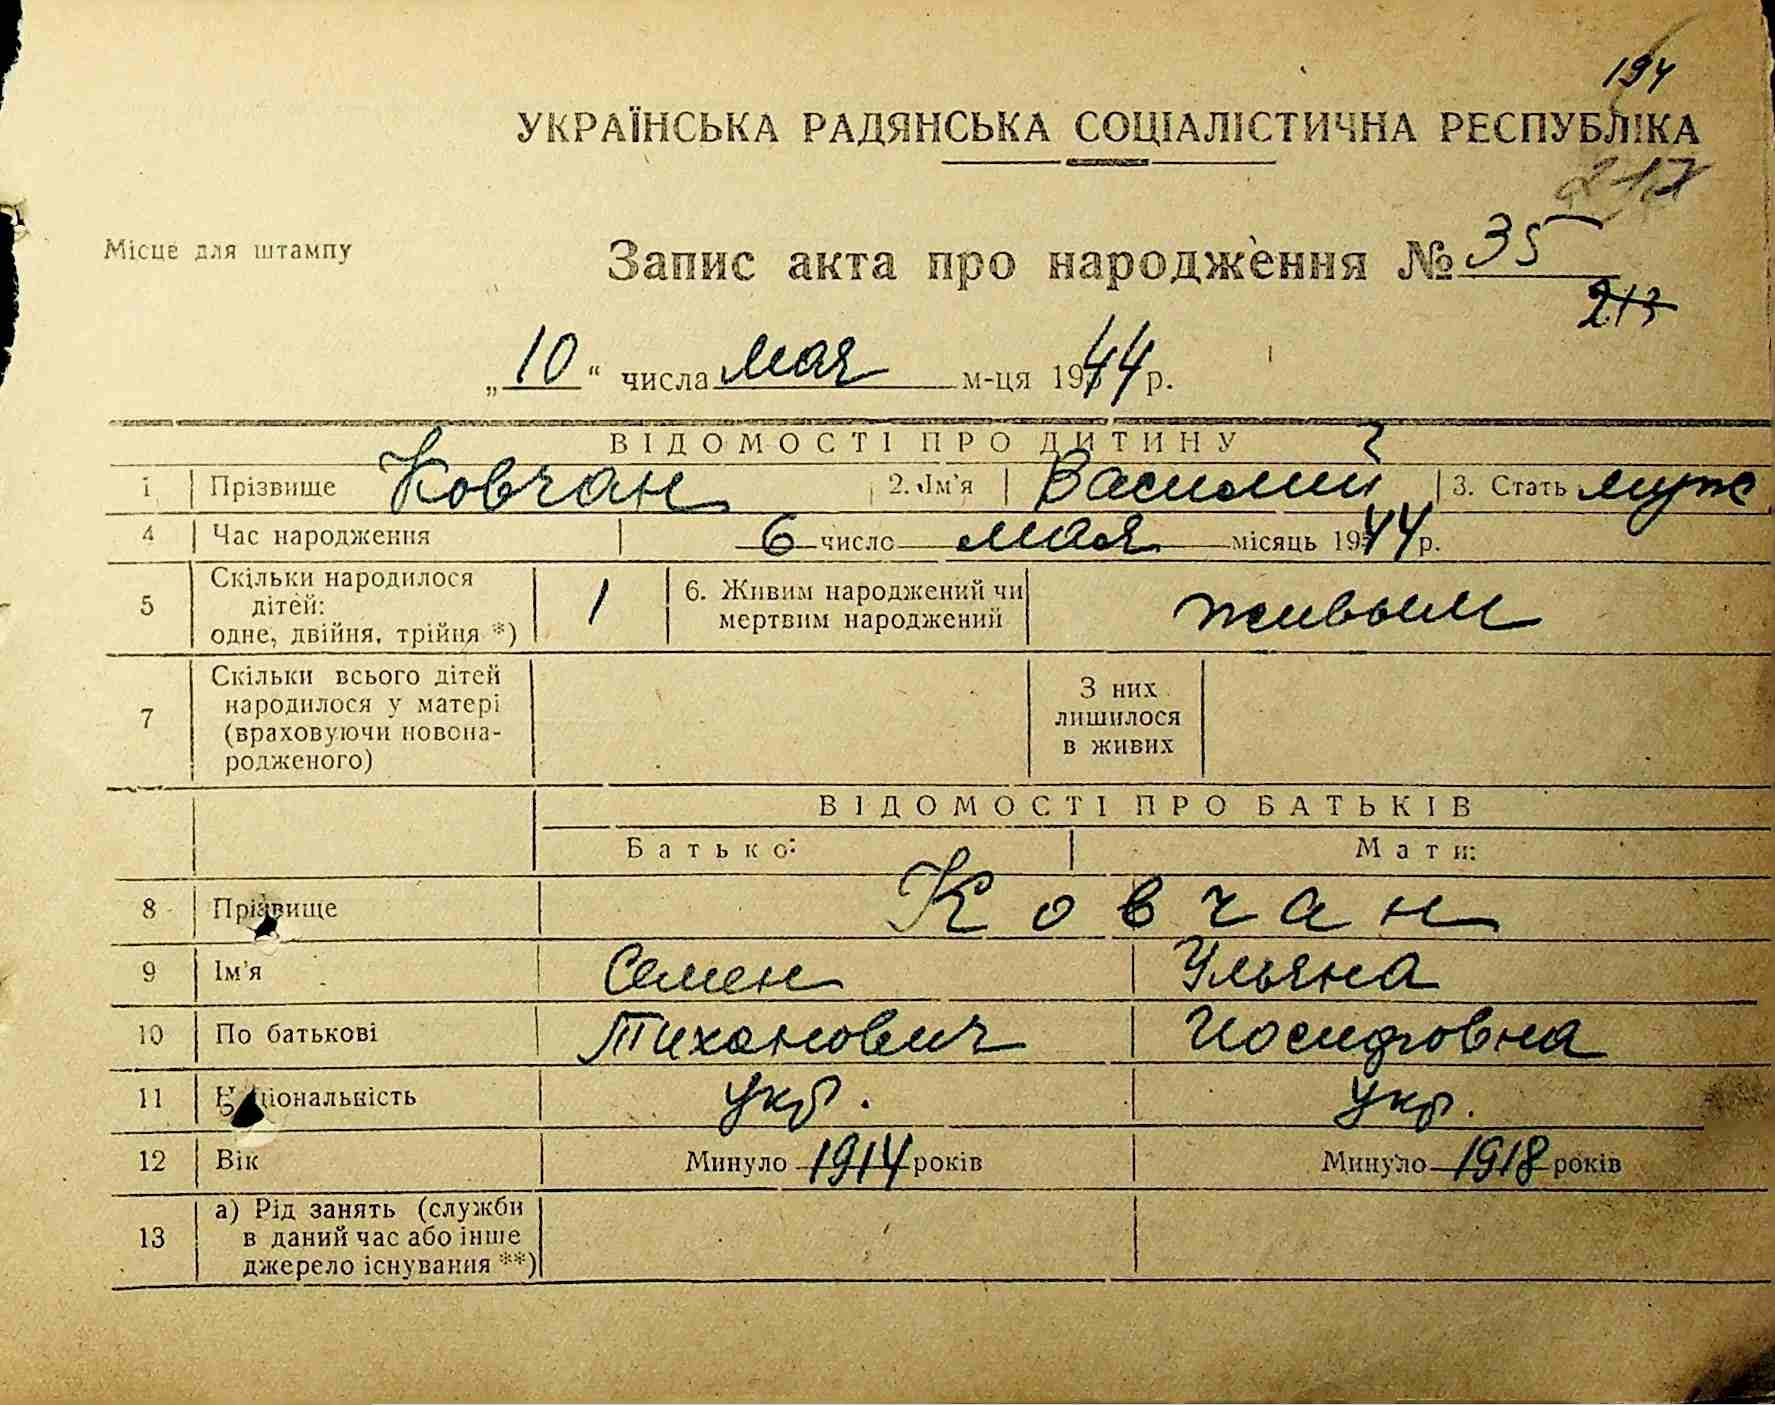 194
УКРАЇНСЬКА РАДЯНСЬКА СОЦІАЛІСТИЧНА РЕСПУБЛІКА
217
Місце для штампу
Запис акта про народження № 35
213
„10“ числа мая м-ця 1944 р.
ВІДОМОСТІ ПРО ДИТИНУ
1 Прізвище Ковчан 2. Ім'я Василий 3. Стать муж
4 Час народження 6 число мая місяць 1944 р.
5 Скільки народилося дітей: одне, двійня, трійня *) 1 6. Живим народжений чи мертвим народжений живым
7 Скільки всього дітей народилося у матері (враховуючи новонародженого) З них лишилося в живих
ВІДОМОСТІ ПРО БАТЬКІВ
Батько: Мати:
8 Прізвище Ковчан
9 Ім'я Семен Ульяна
10 По батькові Тиханович Иосифовна
11 Національність укр. укр.
12 Вік Минуло 1914 років Минуло 1918 років
13 а) Рід занять (служби в даний час або інше джерело існування **)